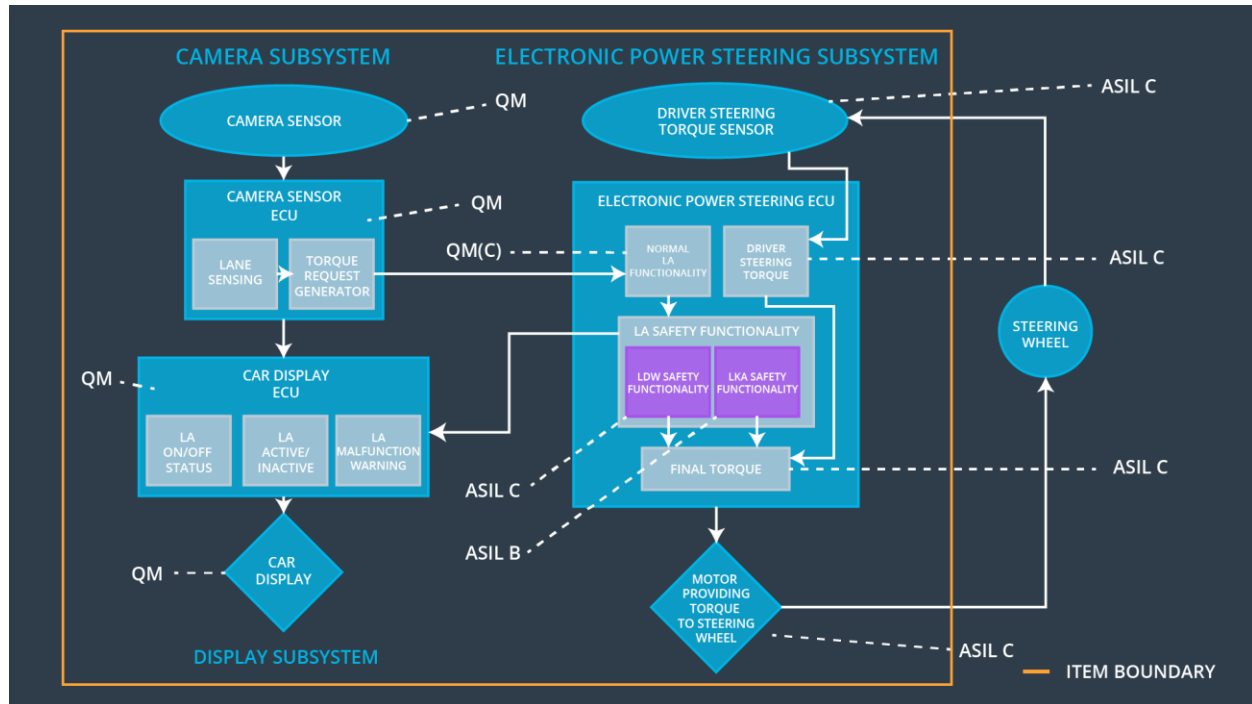 CAMERA SUBSYSTEM
ELECTRONIC POWER STEERING SUBSYSTEM
CAMERA SENSOR
QM
DRIVER STEERING
TORQUE SENSOR
ASIL C
CAMERA SENSOR
ECU
QM
LANE
SENSING
TORQUE
REQUEST
GENERATOR
QM(C)
ELECTRONIC POWER STEERING ECU
NORMAL
LA
FUNCTIONALITY
DRIVER
STEERING
TORQUE
ASIL C
LA SAFETY FUNCTIONALITY
LDW SAFETY
FUNCTIONALITY
LKA SAFETY
FUNCTIONALITY
STEERING
WHEEL
QM
CAR DISPLAY
ECU
LA
ON/OFF
STATUS
LA
ACTIVE/
INACTIVE
LA
MALFUNCTION
WARNING
FINAL TORQUE
ASIL C
ASIL C
ASIL B
QM
CAR
DISPLAY
MOTOR
PROVIDING
TORQUE
TO STEERING
WHEEL
ASIL C
DISPLAY SUBSYSTEM
ITEM BOUNDARY